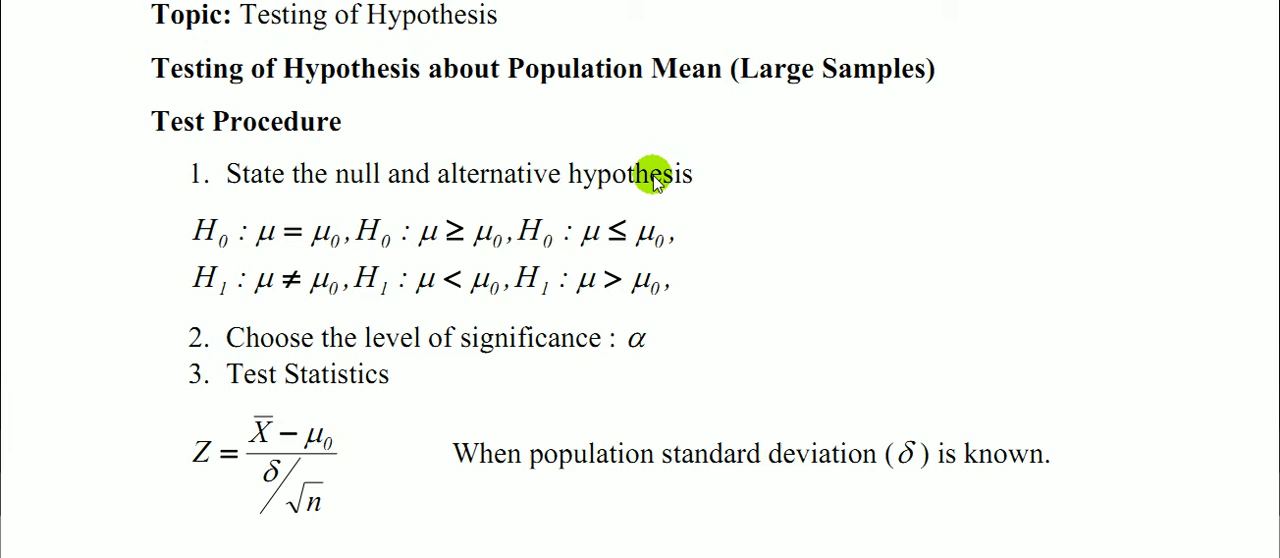 Topic: Testing of Hypothesis
Testing of Hypothesis about Population Mean (Large Samples)
Test Procedure
1. State the null and alternative hypothesis
H₀ : μ = μ₀, H₀ : μ ≥ μ₀, H₀ : μ ≤ μ₀,
H₁ : μ ≠ μ₀, H₁ : μ < μ₀, H₁ : μ > μ₀,
2. Choose the level of significance : α
3. Test Statistics
Z = (X̄ − μ₀) / (δ/√n) When population standard deviation (δ) is known.